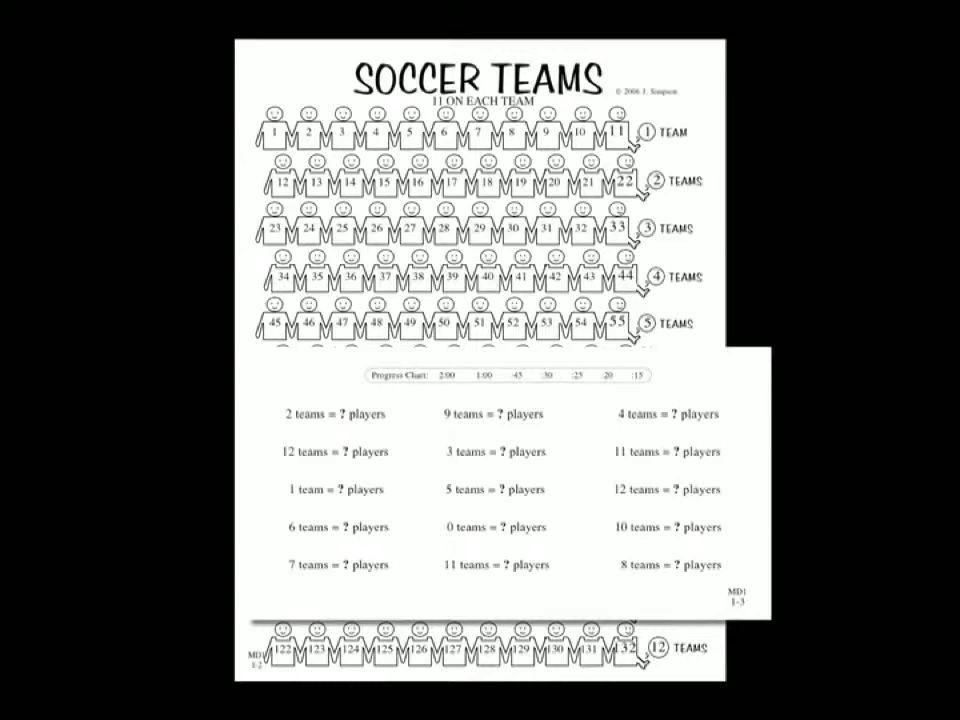 SOCCER TEAMS
© 2006 J. Simpson
11 ON EACH TEAM
1 2 3 4 5 6 7 8 9 10 11 1 TEAM
12 13 14 15 16 17 18 19 20 21 22 2 TEAMS
23 24 25 26 27 28 29 30 31 32 33 3 TEAMS
34 35 36 37 38 39 40 41 42 43 44 4 TEAMS
45 46 47 48 49 50 51 52 53 54 55 5 TEAMS
Progress Chart: 2:00 1:00 :45 :30 :25 :20 :15
2 teams = ? players 9 teams = ? players 4 teams = ? players
12 teams = ? players 3 teams = ? players 11 teams = ? players
1 team = ? players 5 teams = ? players 12 teams = ? players
6 teams = ? players 0 teams = ? players 10 teams = ? players
7 teams = ? players 11 teams = ? players 8 teams = ? players
MD1
1-3
122 123 124 125 126 127 128 129 130 131 132 12 TEAMS
MD1
1-2